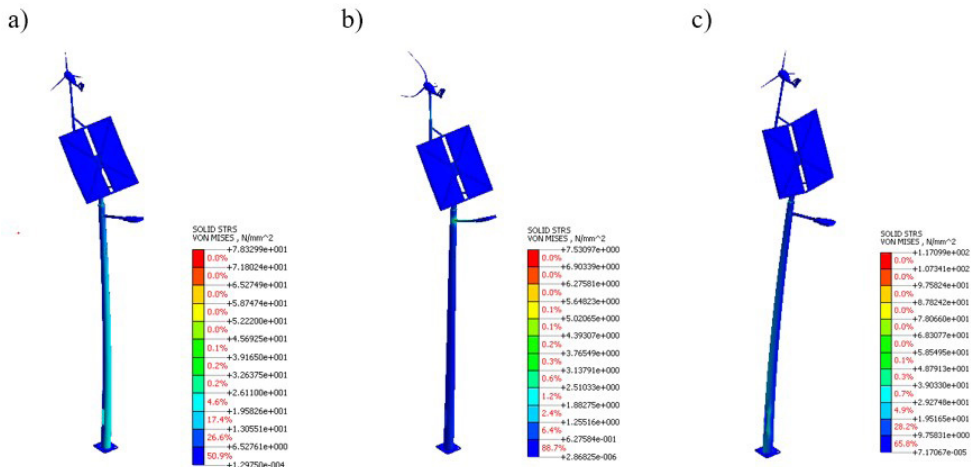 a)
b)
c)
SOLID STRS
VON MISES , N/mm^2
+7.83299e+001
0.0%
+7.18024e+001
0.0%
+6.52749e+001
0.0%
+5.87474e+001
0.0%
+5.22200e+001
0.0%
+4.56925e+001
0.1%
+3.91650e+001
0.2%
+3.26375e+001
0.2%
+2.61100e+001
4.6%
+1.95826e+001
17.4%
+1.30551e+001
26.6%
+6.52761e+000
50.9%
+1.29750e-004
SOLID STRS
VON MISES , N/mm^2
+7.53097e+000
0.0%
+6.90339e+000
0.0%
+6.27581e+000
0.0%
+5.64823e+000
0.1%
+5.02065e+000
0.1%
+4.39307e+000
0.2%
+3.76549e+000
0.3%
+3.13791e+000
0.6%
+2.51033e+000
1.2%
+1.88275e+000
2.4%
+1.25516e+000
6.4%
+6.27584e-001
88.7%
+2.86825e-006
SOLID STRS
VON MISES , N/mm^2
+1.17099e+002
0.0%
+1.07341e+002
0.0%
+9.75824e+001
0.0%
+8.78242e+001
0.0%
+7.80660e+001
0.0%
+6.83077e+001
0.0%
+5.85495e+001
0.1%
+4.87913e+001
0.3%
+3.90330e+001
0.7%
+2.92748e+001
4.9%
+1.95165e+001
28.2%
+9.75831e+000
65.8%
+7.17067e-005